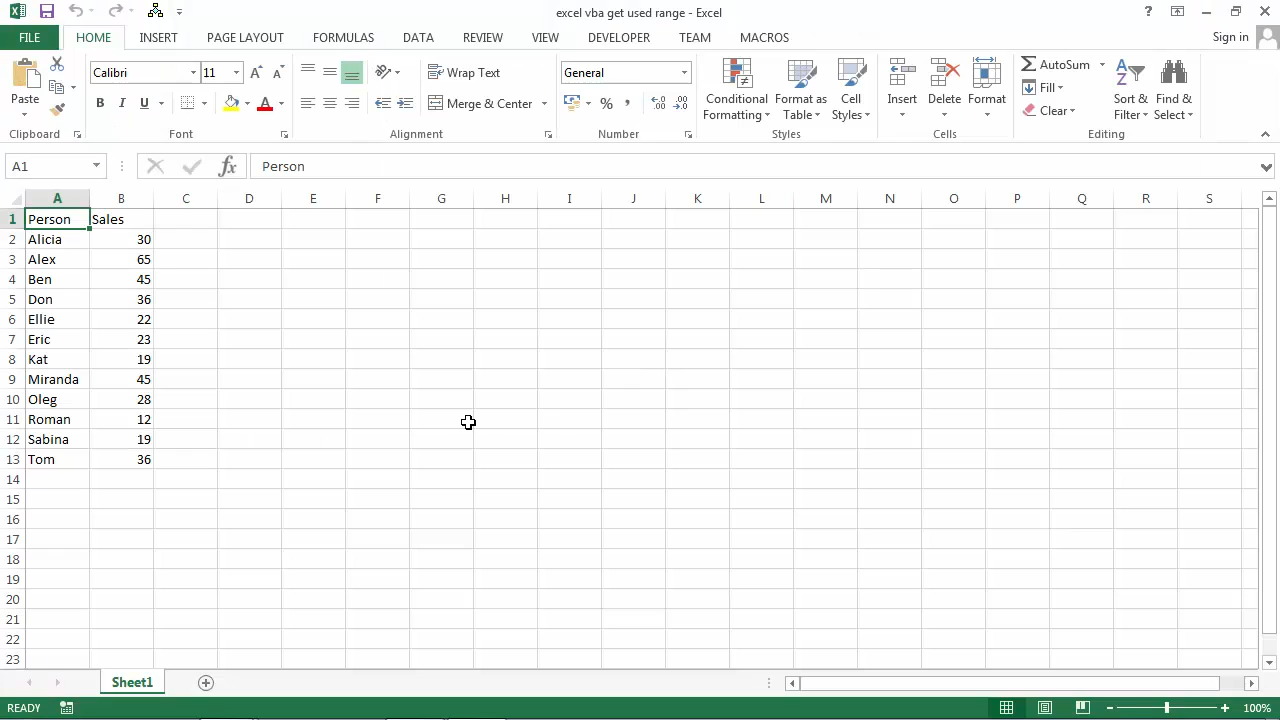 excel vba get used range - Excel
?
Sign in
FILE HOME INSERT PAGE LAYOUT FORMULAS DATA REVIEW VIEW DEVELOPER TEAM MACROS
Paste
Clipboard
Calibri 11 A A
B I U A
Font
Wrap Text
Merge & Center
Alignment
General
% , .0 .00 .00 .0
Number
Conditional Formatting
Format as Table
Cell Styles
Styles
Insert Delete Format
Cells
AutoSum
Fill
Clear
Sort & Filter
Find & Select
Editing
A1 fx Person
A B C D E F G H I J K L M N O P Q R S
1 Person Sales
2 Alicia 30
3 Alex 65
4 Ben 45
5 Don 36
6 Ellie 22
7 Eric 23
8 Kat 19
9 Miranda 45
10 Oleg 28
11 Roman 12
12 Sabina 19
13 Tom 36
14
15
16
17
18
19
20
21
22
23
Sheet1
READY 100%